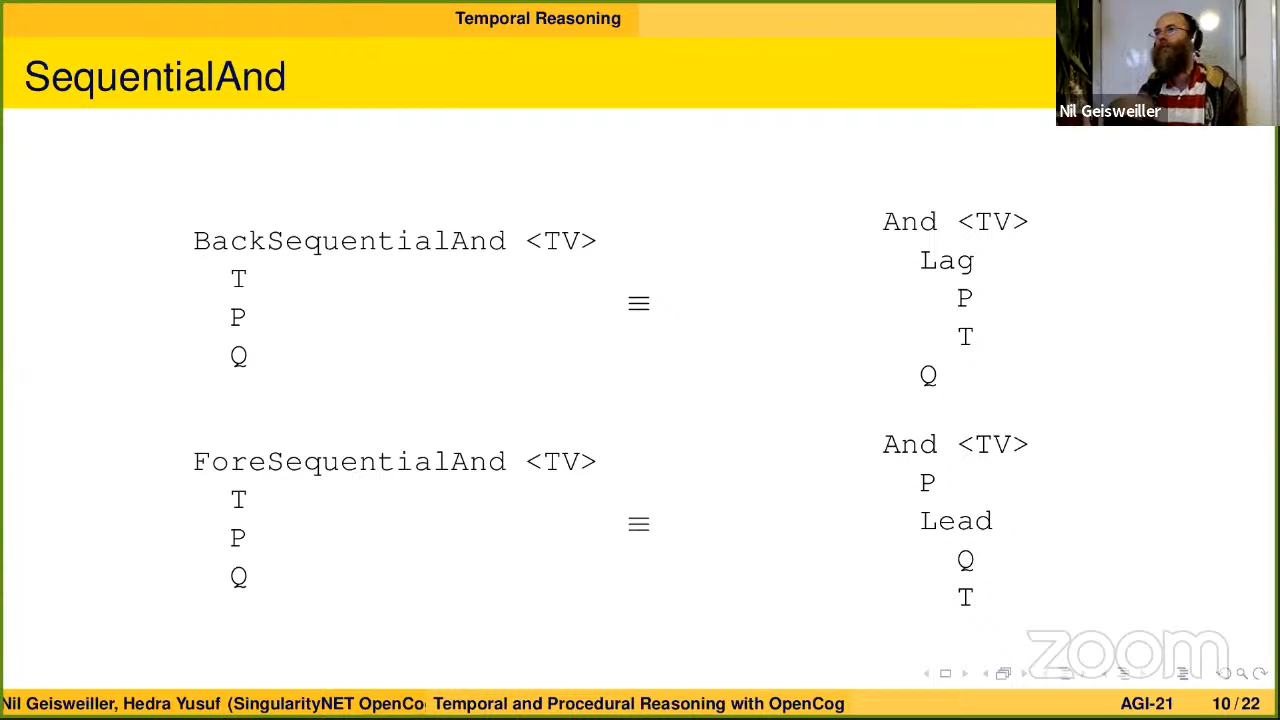 Temporal Reasoning
SequentialAnd
Nil Geisweiller
BackSequentialAnd <TV>
T
P
Q
≡
And <TV>
Lag
P
T
Q
ForeSequentialAnd <TV>
T
P
Q
≡
And <TV>
P
Lead
Q
T
zoom
Nil Geisweiller, Hedra Yusuf (SingularityNET OpenCo
Temporal and Procedural Reasoning with OpenCog
AGI-21
10 / 22